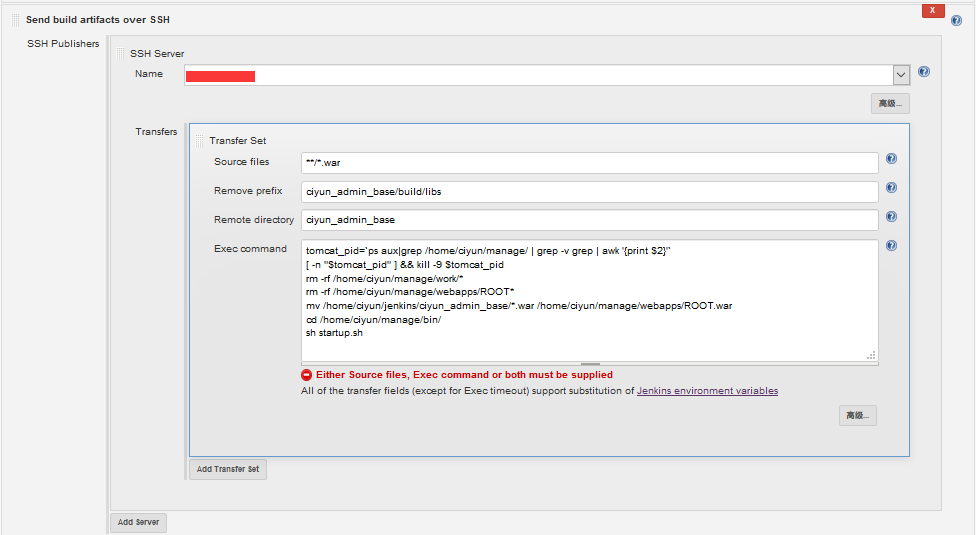 Send build artifacts over SSH
X
SSH Publishers
SSH Server
Name
高级...
Transfers
Transfer Set
Source files
**/*.war
Remove prefix
ciyun_admin_base/build/libs
Remote directory
ciyun_admin_base
Exec command
tomcat_pid=`ps aux|grep /home/ciyun/manage/ | grep -v grep | awk '{print $2}'`
[ -n "$tomcat_pid" ] && kill -9 $tomcat_pid
rm -rf /home/ciyun/manage/work/*
rm -rf /home/ciyun/manage/webapps/ROOT*
mv /home/ciyun/jenkins/ciyun_admin_base/*.war /home/ciyun/manage/webapps/ROOT.war
cd /home/ciyun/manage/bin/
sh startup.sh
Either Source files, Exec command or both must be supplied
All of the transfer fields (except for Exec timeout) support substitution of Jenkins environment variables
高级...
Add Transfer Set
Add Server